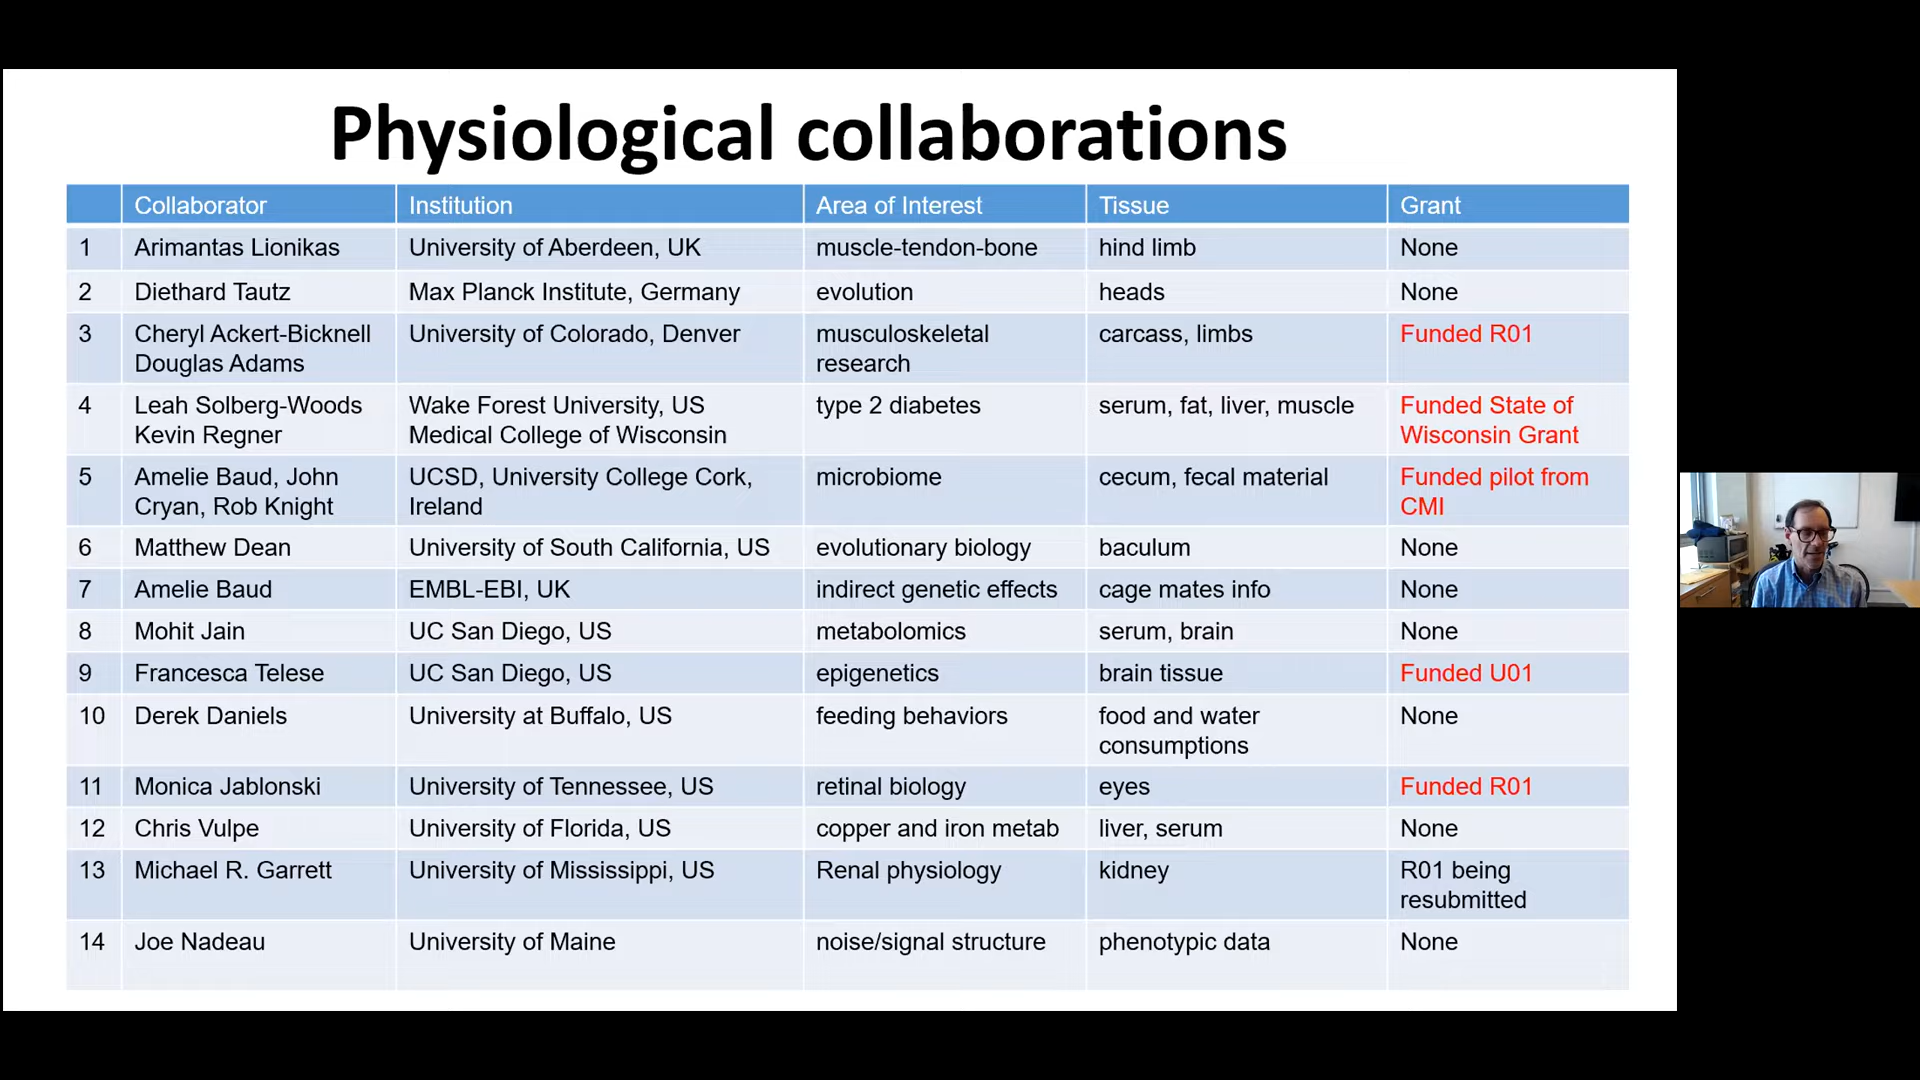 Physiological collaborations
Collaborator Institution Area of Interest Tissue Grant
1 Arimantas Lionikas University of Aberdeen, UK muscle-tendon-bone hind limb None
2 Diethard Tautz Max Planck Institute, Germany evolution heads None
3 Cheryl Ackert-Bicknell University of Colorado, Denver musculoskeletal carcass, limbs Funded R01
Douglas Adams research
4 Leah Solberg-Woods Wake Forest University, US type 2 diabetes serum, fat, liver, muscle Funded State of
Kevin Regner Medical College of Wisconsin Wisconsin Grant
5 Amelie Baud, John UCSD, University College Cork, microbiome cecum, fecal material Funded pilot from
Cryan, Rob Knight Ireland CMI
6 Matthew Dean University of South California, US evolutionary biology baculum None
7 Amelie Baud EMBL-EBI, UK indirect genetic effects cage mates info None
8 Mohit Jain UC San Diego, US metabolomics serum, brain None
9 Francesca Telese UC San Diego, US epigenetics brain tissue Funded U01
10 Derek Daniels University at Buffalo, US feeding behaviors food and water None
consumptions
11 Monica Jablonski University of Tennessee, US retinal biology eyes Funded R01
12 Chris Vulpe University of Florida, US copper and iron metab liver, serum None
13 Michael R. Garrett University of Mississippi, US Renal physiology kidney R01 being
resubmitted
14 Joe Nadeau University of Maine noise/signal structure phenotypic data None